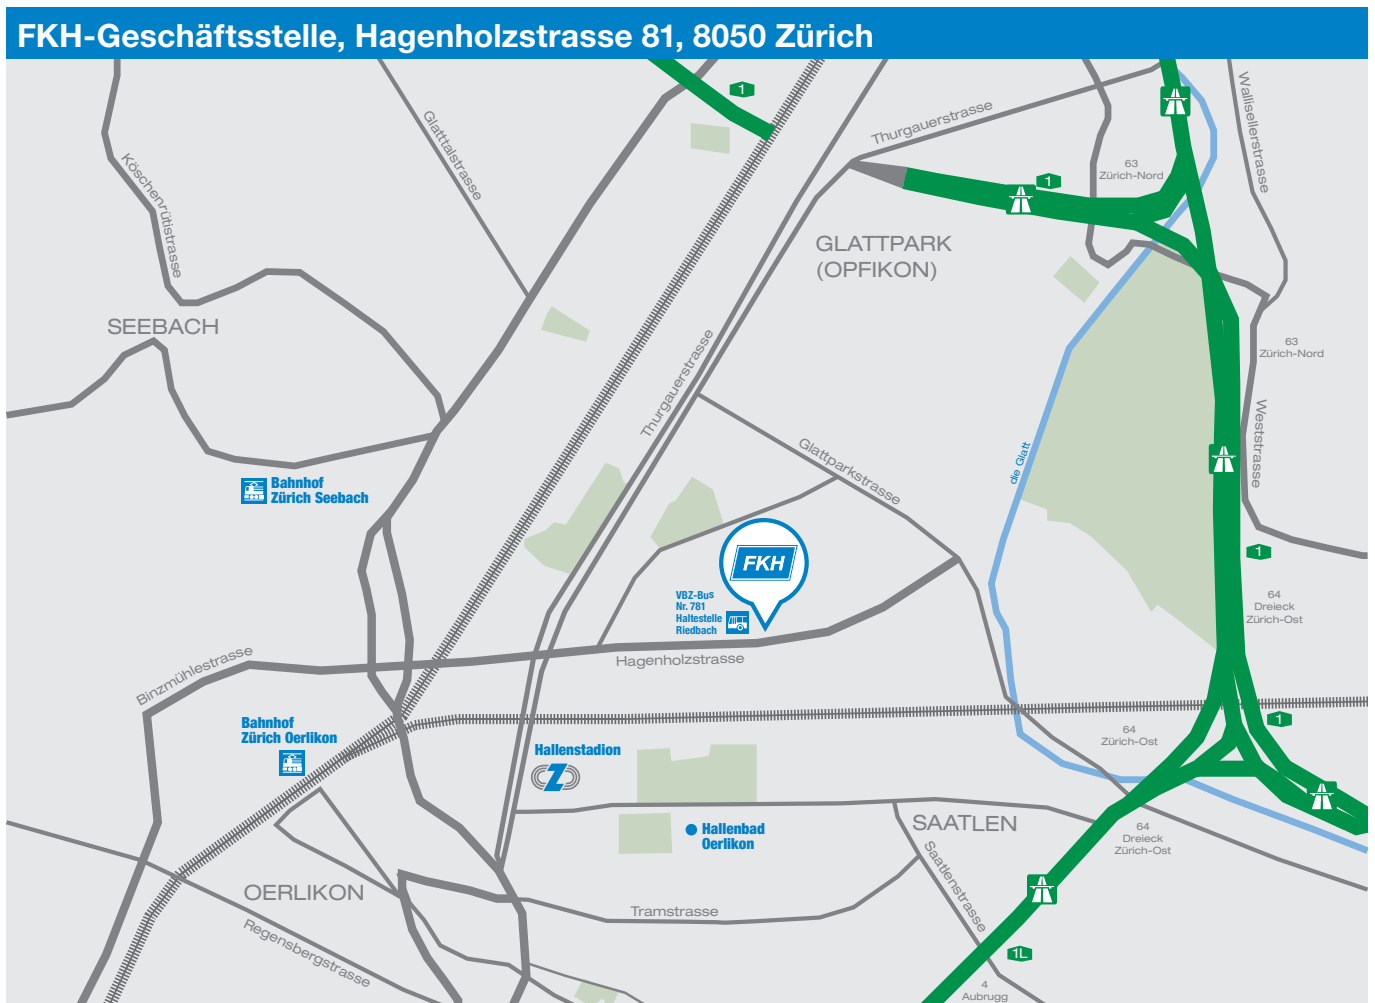 FKH-Geschäftsstelle, Hagenholzstrasse 81, 8050 Zürich
1
Glatttalstrasse
Thurgauerstrasse
Wallisellerstrasse
Köschenrütistrasse
63
Zürich-Nord
1
GLATTPARK
(OPFIKON)
SEEBACH
Thurgauerstrasse
63
Zürich-Nord
Weststrasse
Glattparkstrasse
die Glatt
Bahnhof
Zürich Seebach
FKH
1
VBZ-Bus
Nr. 781
Haltestelle
Riedbach
64
Dreieck
Zürich-Ost
Hagenholzstrasse
Binzmühlestrasse
Bahnhof
Zürich Oerlikon
Hallenstadion
Z
1
64
Zürich-Ost
Hallenbad
Oerlikon
SAATLEN
64
Dreieck
Zürich-Ost
Saatlenstrasse
OERLIKON
Tramstrasse
Regensbergstrasse
1L
4
Aubrugg